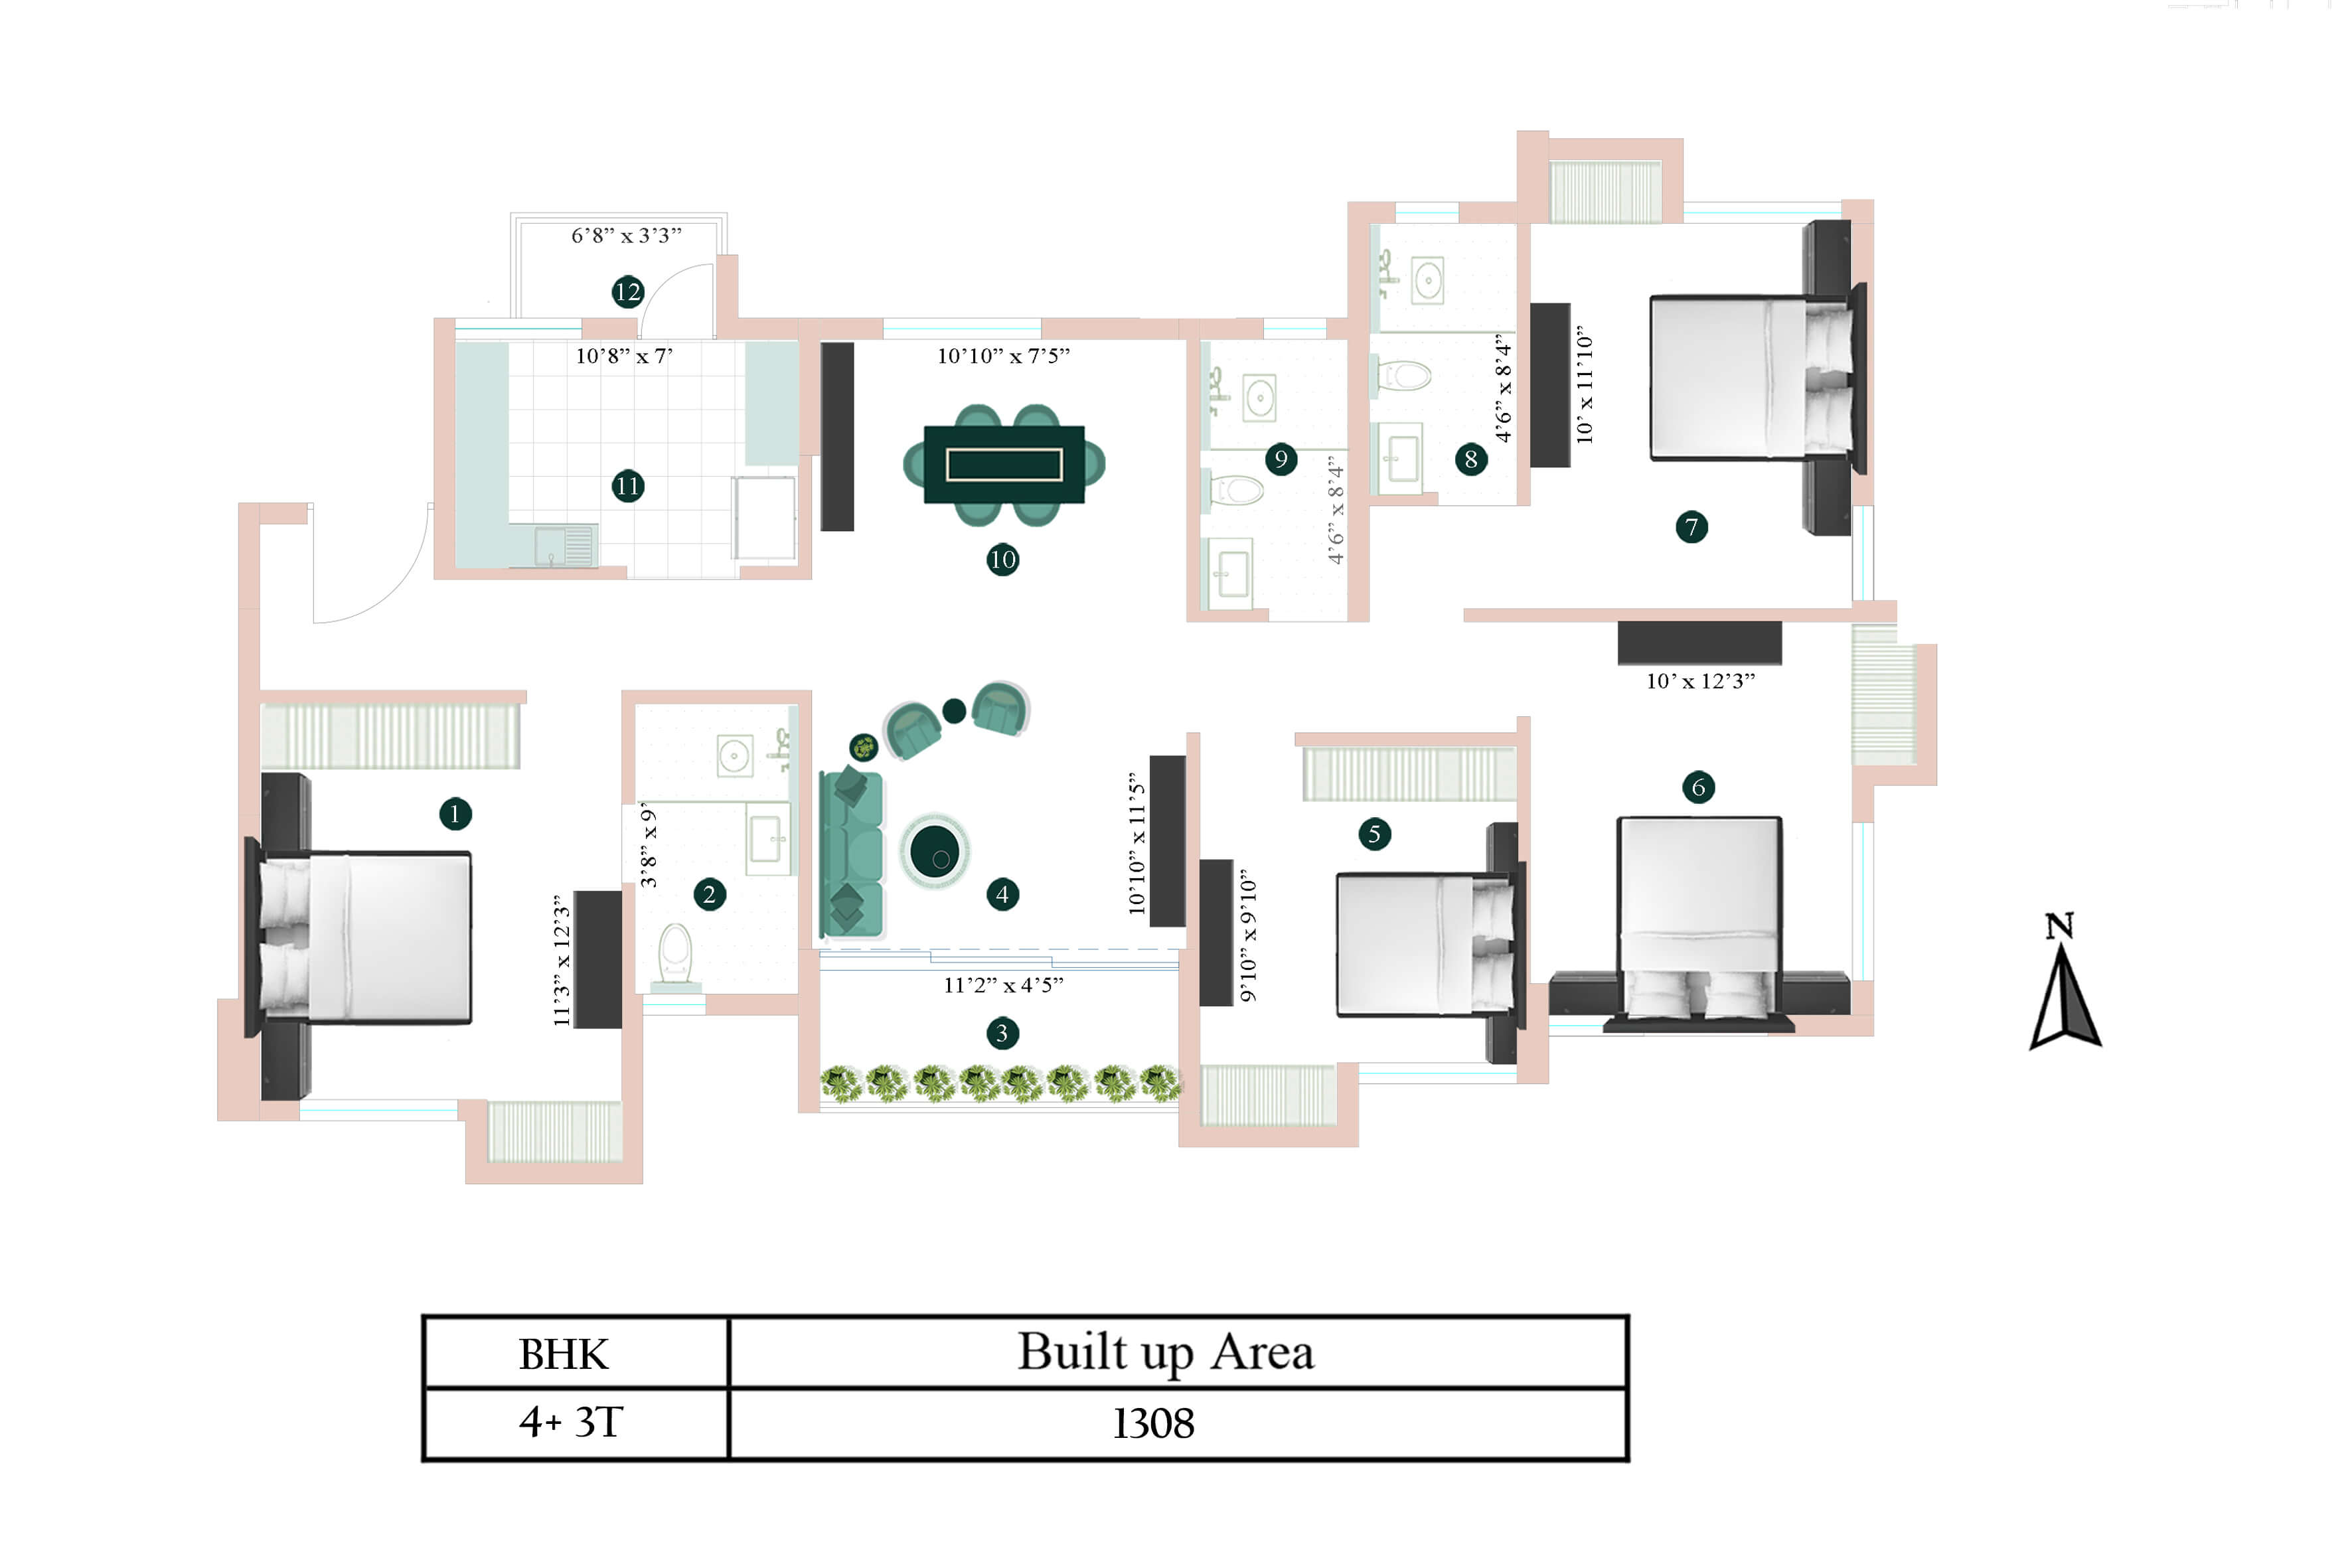 6’8” x 3’3”
12
10’8” x 7’
11
10’10” x 7’5”
10
4’6” x 8’4”
9
4’6” x 8’4”
8
10’ x 11’10”
7
10’ x 12’3”
6
1
11’3” x 12’3”
3’8” x 9’
2
10’10” x 11’5”
4
11’2” x 4’5”
3
5
9’10” x 9’10”
N
BHK
Built up Area
4+ 3T
1308